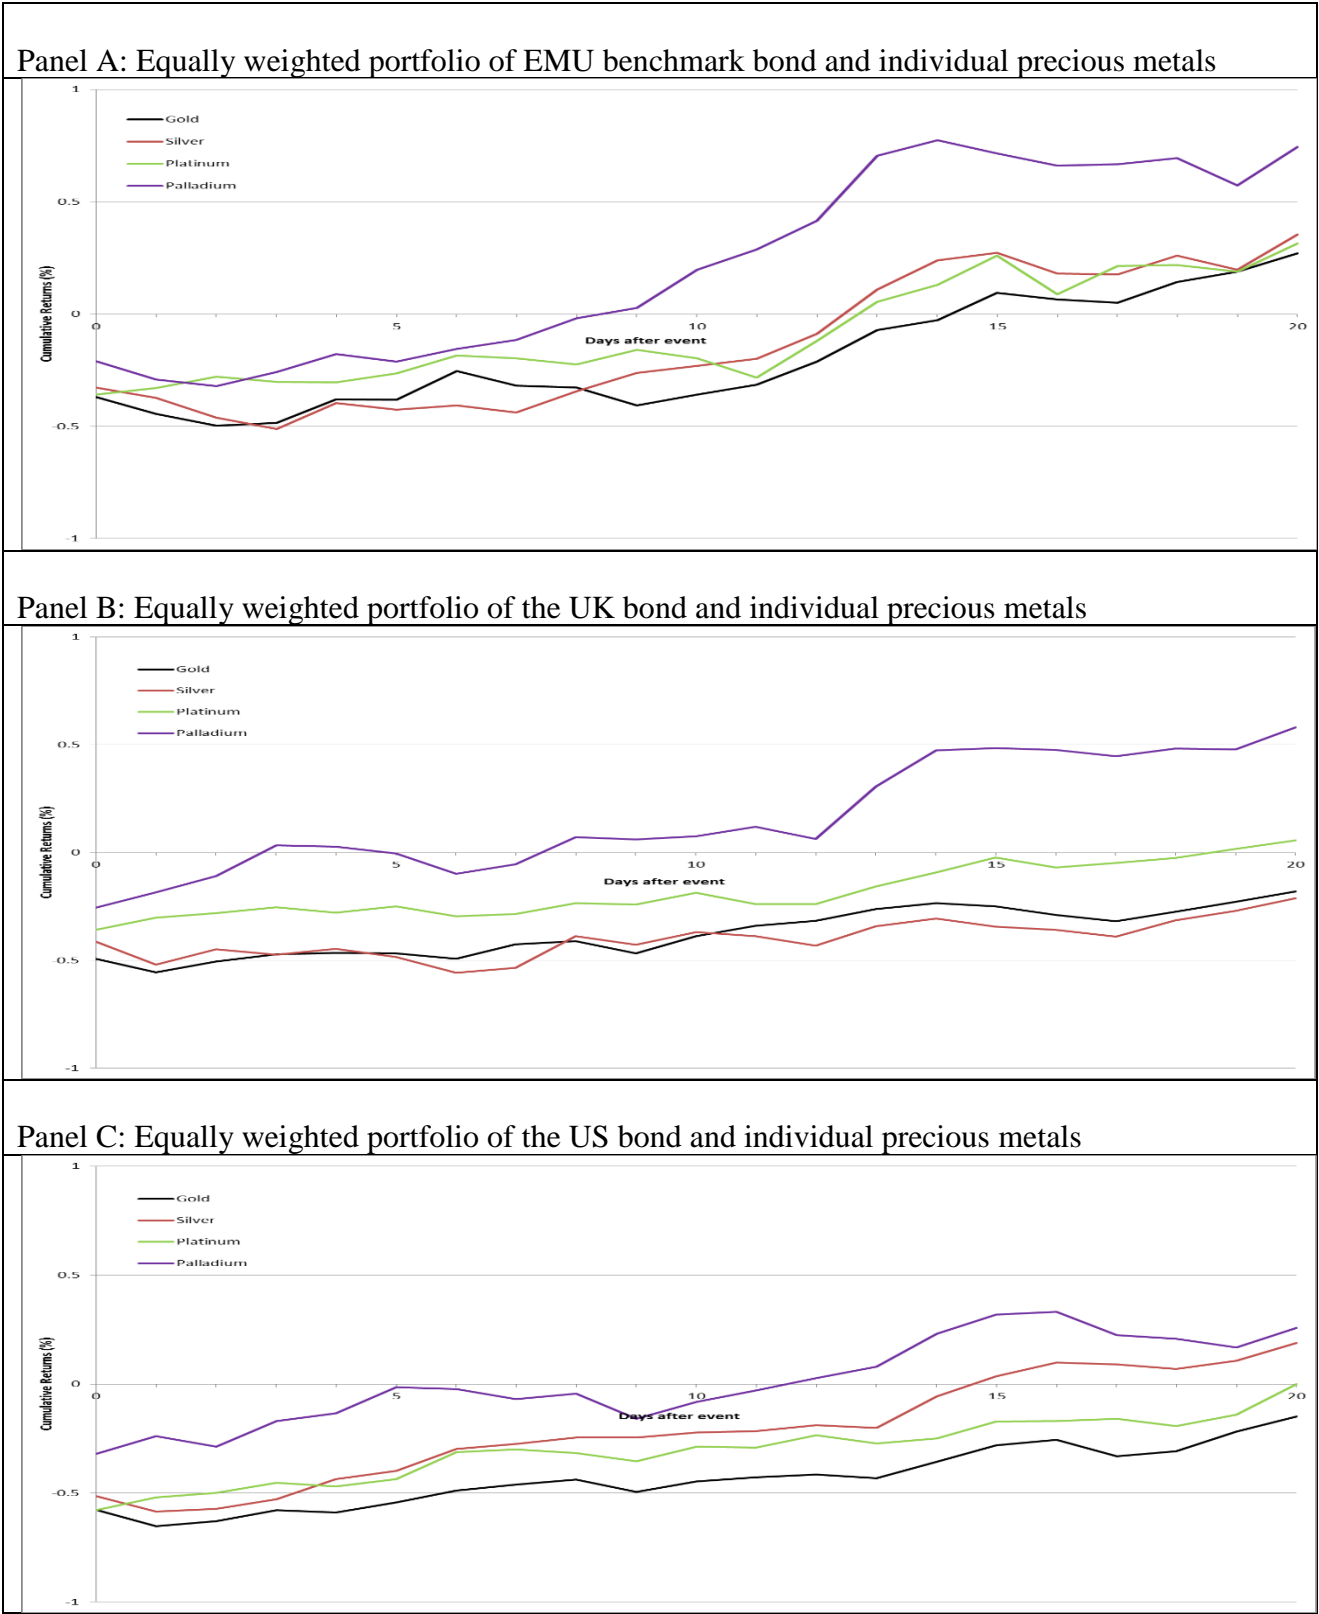 Panel A: Equally weighted portfolio of EMU benchmark bond and individual precious metals
1
Gold
Silver
Platinum
Palladium
0.5
Cumulative Returns (%)
0
0
5
10
15
20
Days after event
-0.5
-1
Panel B: Equally weighted portfolio of the UK bond and individual precious metals
1
Gold
Silver
Platinum
Palladium
0.5
Cumulative Returns (%)
0
0
5
10
15
20
Days after event
-0.5
-1
Panel C: Equally weighted portfolio of the US bond and individual precious metals
1
Gold
Silver
Platinum
Palladium
0.5
Cumulative Returns (%)
0
0
5
10
15
20
Days after event
-0.5
-1